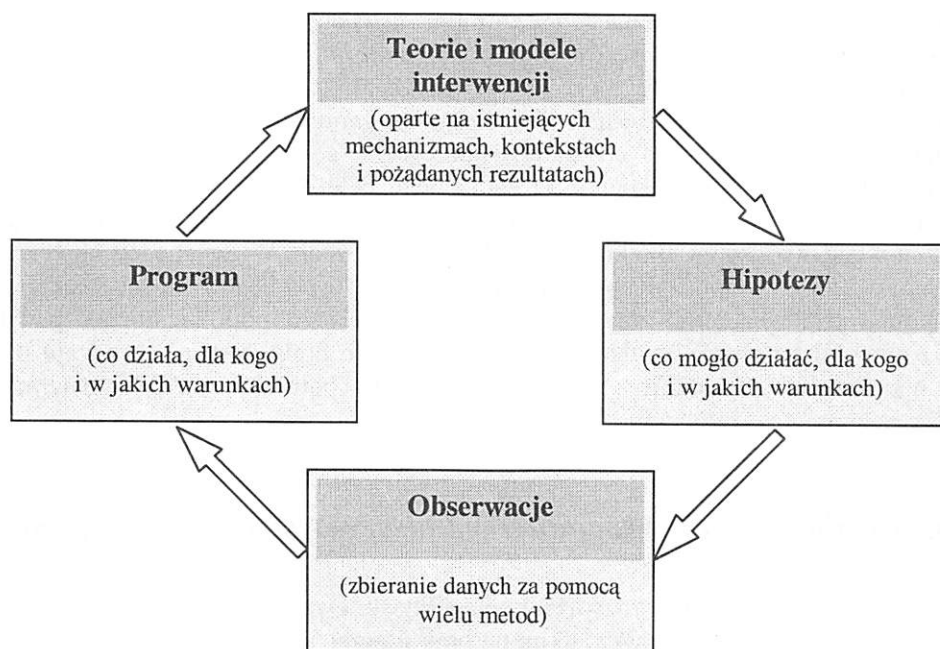 Teorie i modele
interwencji
(oparte na istniejących
mechanizmach, kontekstach
i pożądanych rezultatach)
Program
(co działa, dla kogo
i w jakich warunkach)
Hipotezy
(co mogło działać, dla kogo
i w jakich warunkach)
Obserwacje
(zbieranie danych za pomocą
wielu metod)